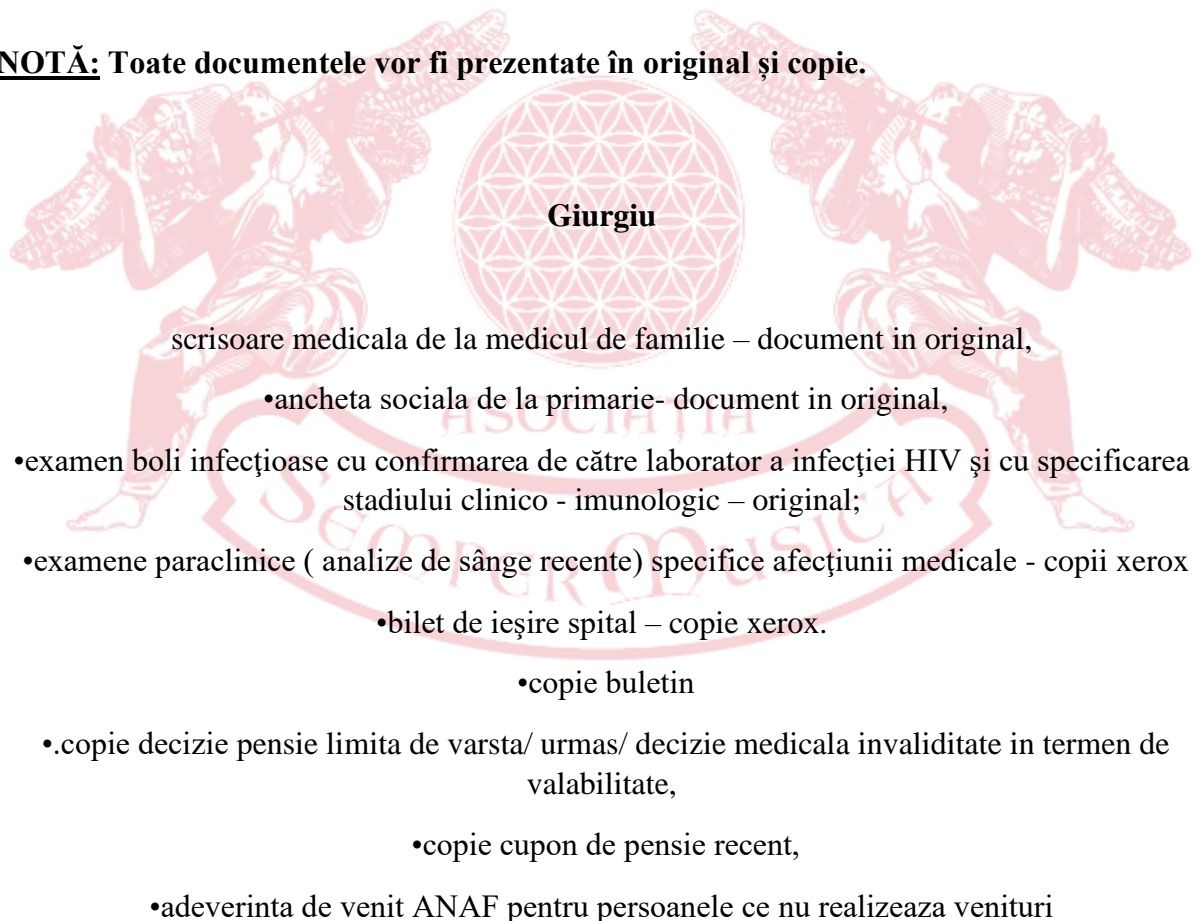 NOTĂ: Toate documentele vor fi prezentate în original și copie.
Giurgiu
scrisoare medicala de la medicul de familie – document in original,
•ancheta sociala de la primarie- document in original,
ASOCIAȚIA
•examen boli infecţioase cu confirmarea de către laborator a infecţiei HIV şi cu specificarea
stadiului clinico - imunologic – original;
SEMPER MUSICA
•examene paraclinice ( analize de sânge recente) specifice afecţiunii medicale - copii xerox
•bilet de ieşire spital – copie xerox.
•copie buletin
•.copie decizie pensie limita de varsta/ urmas/ decizie medicala invaliditate in termen de
valabilitate,
•copie cupon de pensie recent,
•adeverinta de venit ANAF pentru persoanele ce nu realizeaza venituri